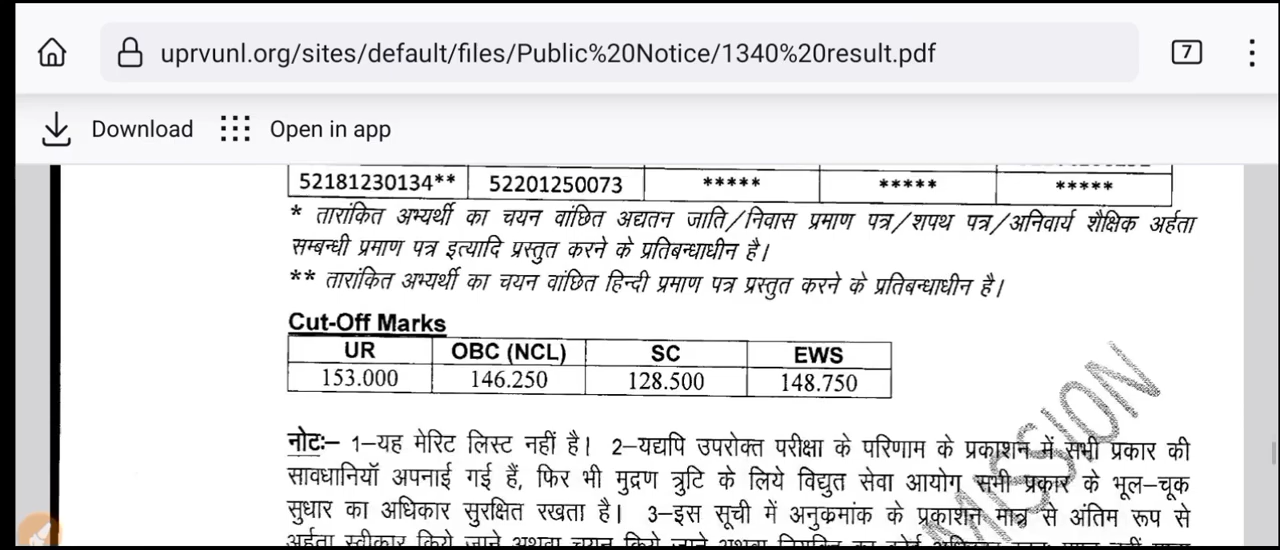 uprvunl.org/sites/default/files/Public%20Notice/1340%20result.pdf
7
Download
Open in app
52181230134** 52201250073 ***** ***** *****
* तारांकित अभ्यर्थी का चयन वांछित अद्यतन जाति/निवास प्रमाण पत्र/शपथ पत्र/अनिवार्य शैक्षिक अर्हता
सम्बन्धी प्रमाण पत्र इत्यादि प्रस्तुत करने के प्रतिबन्धाधीन है।
** तारांकित अभ्यर्थी का चयन वांछित हिन्दी प्रमाण पत्र प्रस्तुत करने के प्रतिबन्धाधीन है।
Cut-Off Marks
UR OBC (NCL) SC EWS
153.000 146.250 128.500 148.750
नोटः– 1–यह मेरिट लिस्ट नहीं है। 2–यद्यपि उपरोक्त परीक्षा के परिणाम के प्रकाशन में सभी प्रकार की
सावधानियॉ अपनाई गई हैं, फिर भी मुद्रण त्रुटि के लिये विद्युत सेवा आयोग सभी प्रकार के भूल–चूक
सुधार का अधिकार सुरक्षित रखता है। 3–इस सूची में अनुक्रमांक के प्रकाशन मात्र से अंतिम रूप से
MMISSION